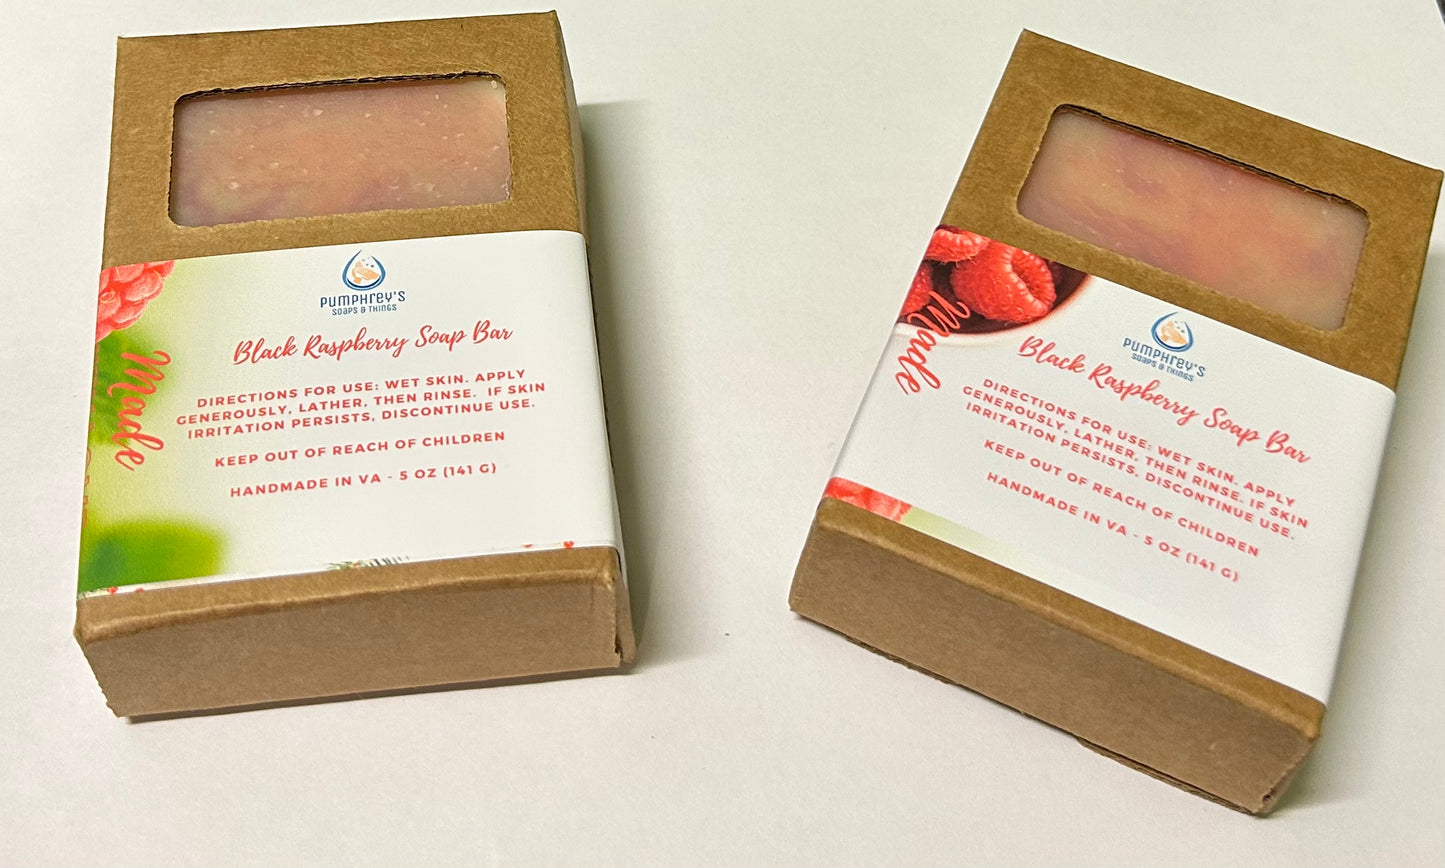 PUMPHREY'S
SOAPS & THINGS
Black Raspberry Soap Bar
DIRECTIONS FOR USE: WET SKIN. APPLY
GENEROUSLY, LATHER, THEN RINSE. IF SKIN
IRRITATION PERSISTS, DISCONTINUE USE.
KEEP OUT OF REACH OF CHILDREN
HANDMADE IN VA - 5 OZ (141 G)
Made
PUMPHREY'S
SOAPS & THINGS
Black Raspberry Soap Bar
DIRECTIONS FOR USE: WET SKIN. APPLY
GENEROUSLY, LATHER, THEN RINSE. IF SKIN
IRRITATION PERSISTS, DISCONTINUE USE.
KEEP OUT OF REACH OF CHILDREN
HANDMADE IN VA - 5 OZ (141 G)
Made